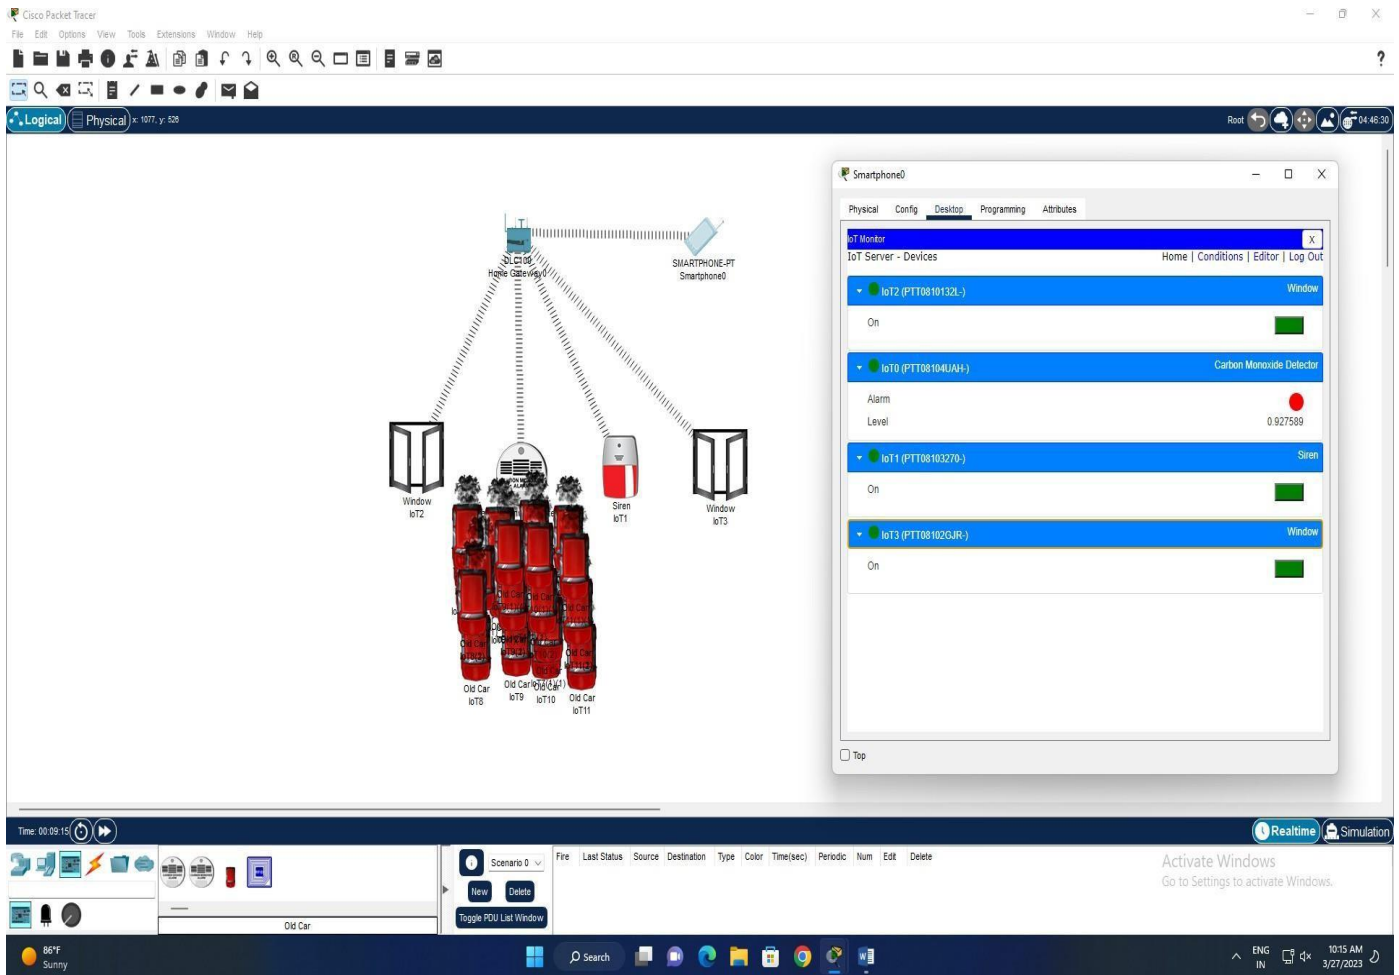 Cisco Packet Tracer
File Edit Options View Tools Extensions Window Help
?
Logical Physical x: 1077, y: 526
Root 04:46:30
Smartphone0
Physical Config Desktop Programming Attributes
IoT Monitor X
IoT Server - Devices Home | Conditions | Editor | Log Out
IoT2 (PTT0810132L-) Window
On
IoT0 (PTT08104UAH-) Carbon Monoxide Detector
Alarm
Level 0.927589
IoT1 (PTT08103270-) Siren
On
IoT3 (PTT08102GJR-) Window
On
Top
DLC100
Home Gateway0
SMARTPHONE-PT
Smartphone0
Window
IoT2
Siren
IoT1
Window
IoT3
Old Car
IoT8
Old Car
IoT9
Old Car
IoT10
Old Car
IoT11
Time: 00:09:15 Realtime Simulation
Scenario 0
New Delete
Toggle PDU List Window
Fire Last Status Source Destination Type Color Time(sec) Periodic Num Edit Delete
Old Car
Activate Windows
Go to Settings to activate Windows.
86°F
Sunny
Search
ENG
IN
10:15 AM
3/27/2023